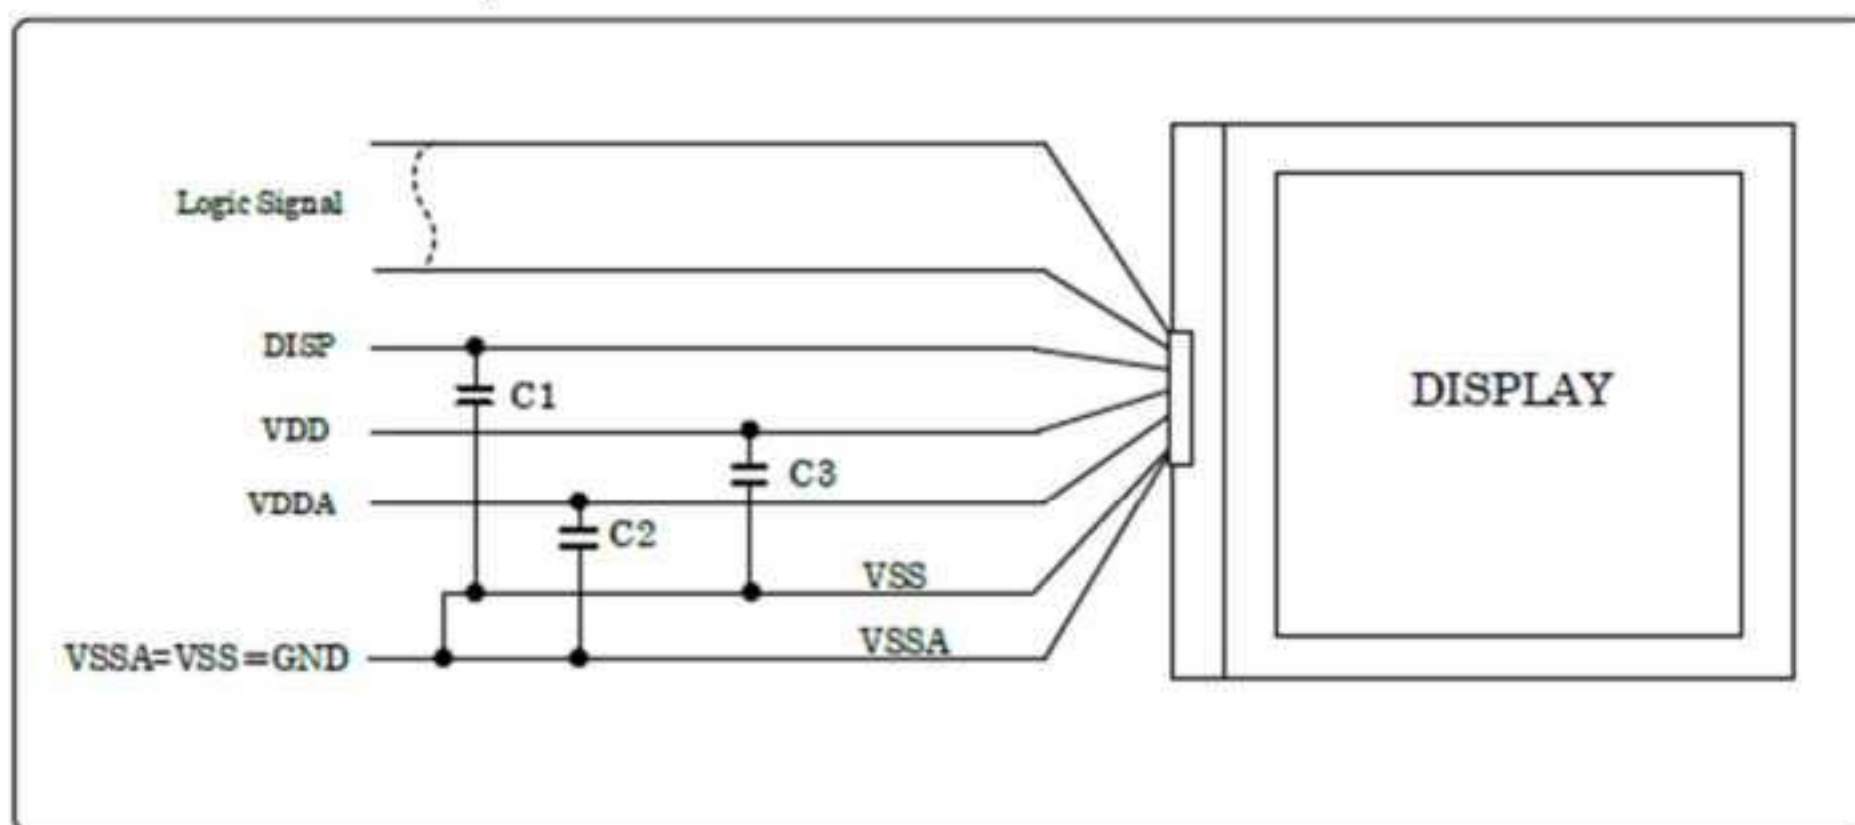 Logic Signal
DISP
C1
VDD
C3
VDDA
C2
VSS
VSSA=VSS=GND
VSSA
DISPLAY